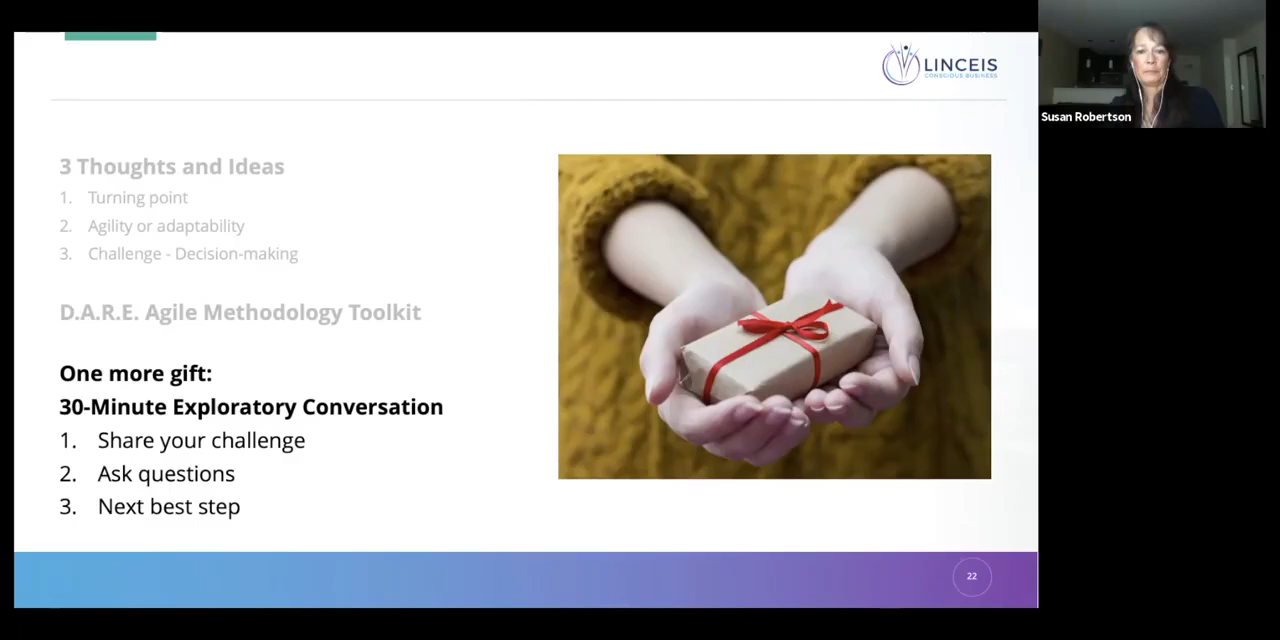 LINCEIS
CONSCIOUS BUSINESS
Susan Robertson
3 Thoughts and Ideas
1. Turning point
2. Agility or adaptability
3. Challenge - Decision-making
D.A.R.E. Agile Methodology Toolkit
One more gift:
30-Minute Exploratory Conversation
1. Share your challenge
2. Ask questions
3. Next best step
22